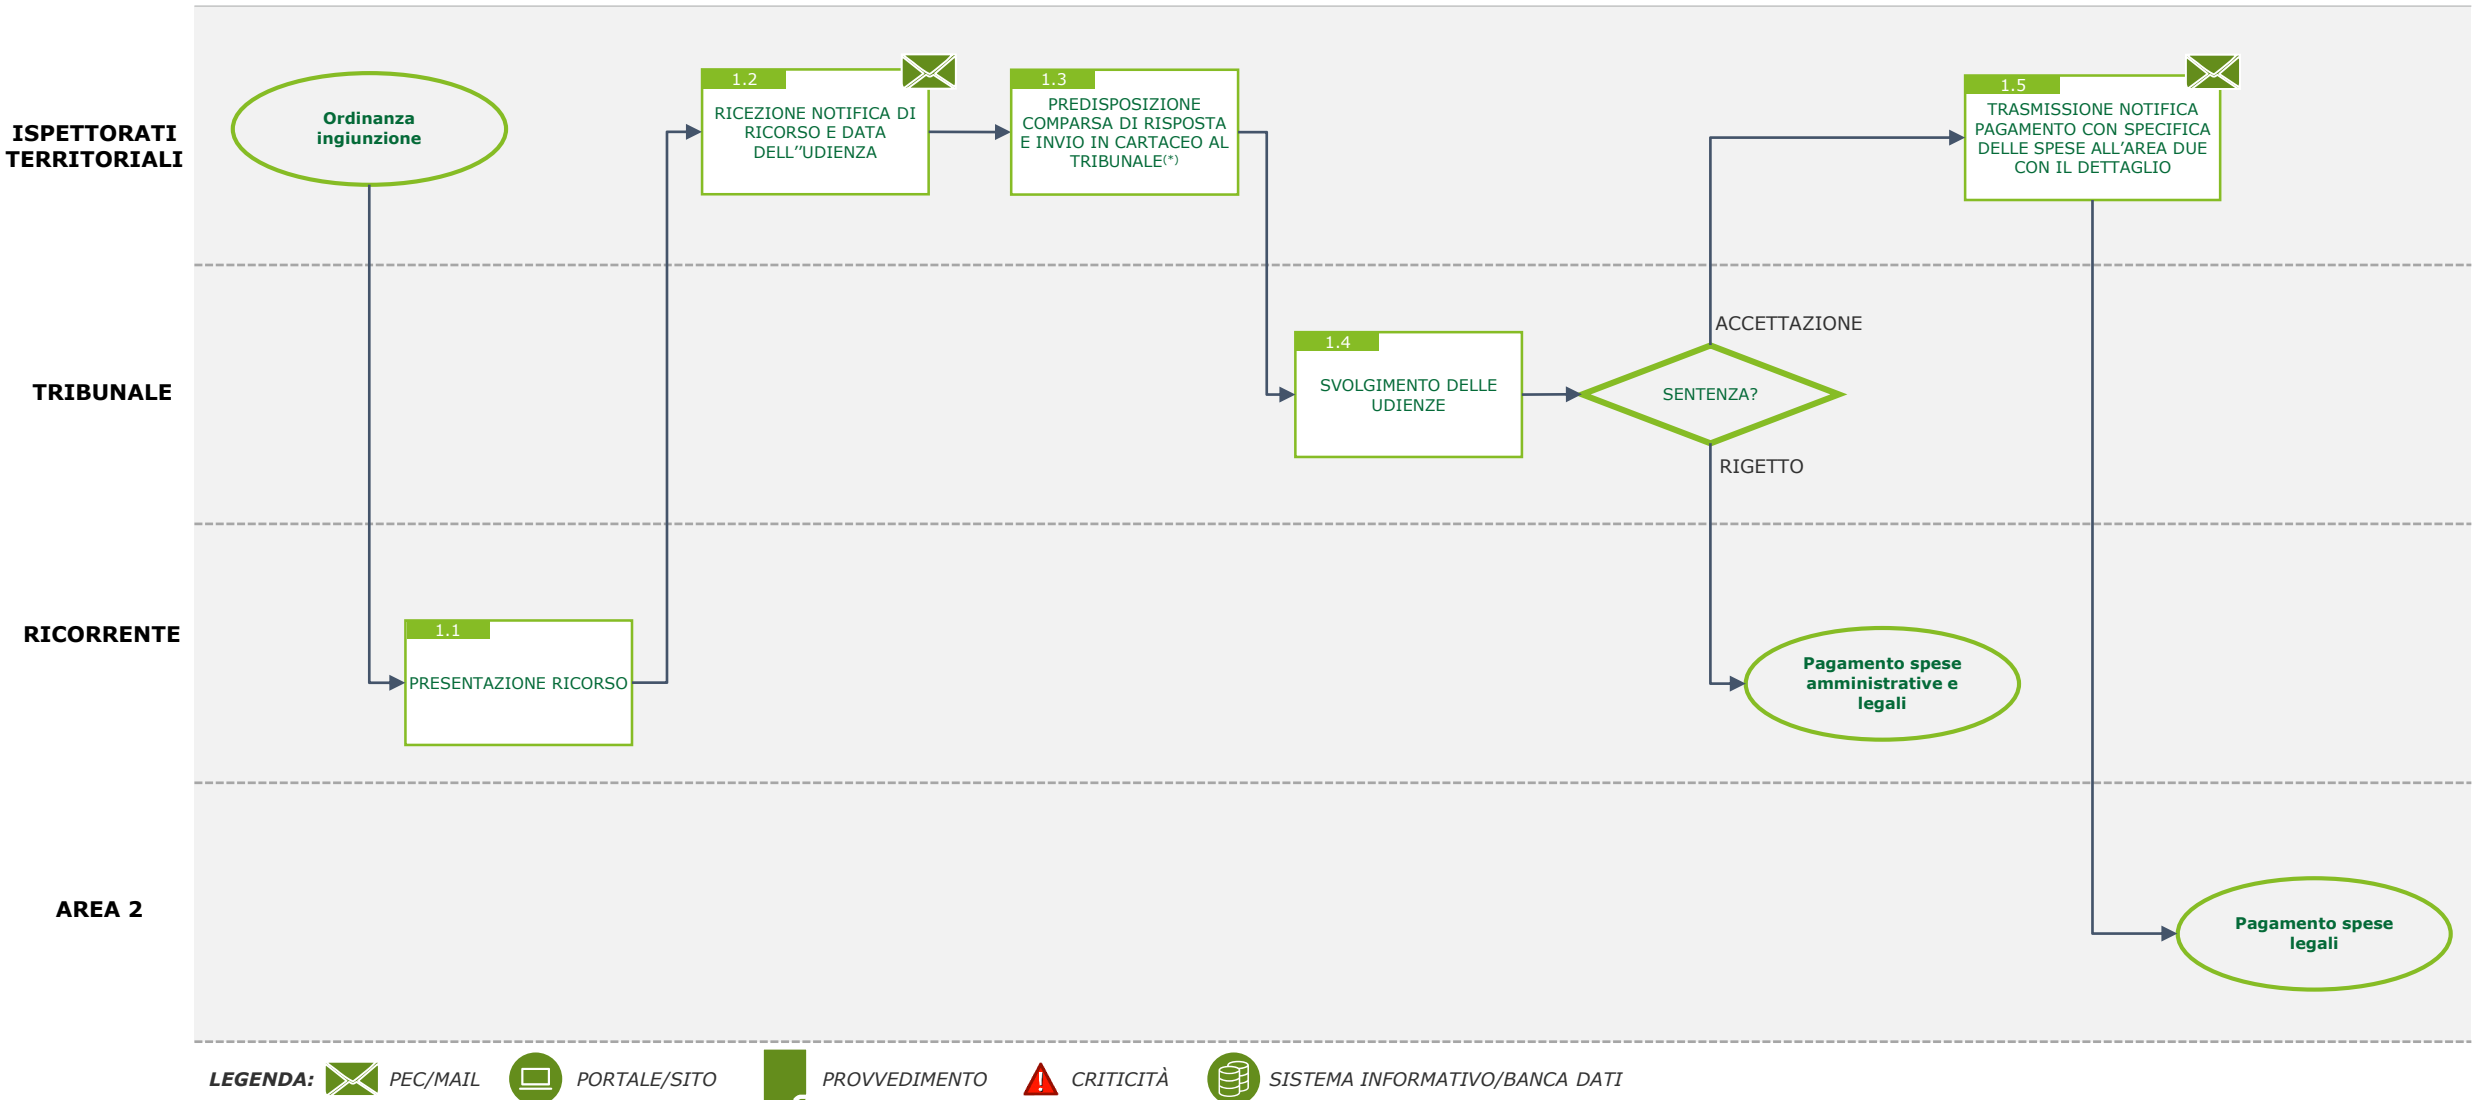 ISPETTORATI
TERRITORIALI
Ordinanza
ingiunzione
1.2
RICEZIONE NOTIFICA DI
RICORSO E DATA
DELL’’UDIENZA
1.3
PREDISPOSIZIONE
COMPARSA DI RISPOSTA
E INVIO IN CARTACEO AL
TRIBUNALE(*)
1.5
TRASMISSIONE NOTIFICA
PAGAMENTO CON SPECIFICA
DELLE SPESE ALL’AREA DUE
CON IL DETTAGLIO
TRIBUNALE
1.4
SVOLGIMENTO DELLE
UDIENZE
ACCETTAZIONE
SENTENZA?
RIGETTO
RICORRENTE
1.1
PRESENTAZIONE RICORSO
Pagamento spese
amministrative e
legali
AREA 2
Pagamento spese
legali
LEGENDA: PEC/MAIL PORTALE/SITO PROVVEDIMENTO CRITICITÀ SISTEMA INFORMATIVO/BANCA DATI